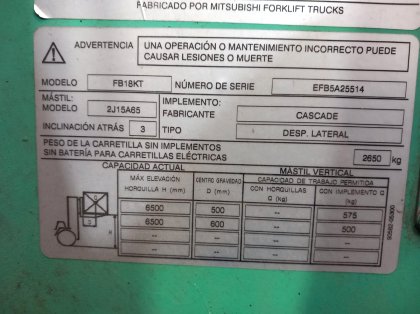 FABRICADO POR MITSUBISHI FORKLIFT TRUCKS
ADVERTENCIA
UNA OPERACIÓN O MANTENIMIENTO INCORRECTO PUEDE
CAUSAR LESIONES O MUERTE
MODELO FB18KT NÚMERO DE SERIE EFB5A25514
MÁSTIL:
MODELO 2J15A65
IMPLEMENTO:
FABRICANTE CASCADE
INCLINACIÓN ATRÁS 3 TIPO DESP. LATERAL
PESO DE LA CARRETILLA SIN IMPLEMENTOS
SIN BATERÍA PARA CARRETILLAS ELÉCTRICAS 2650 kg
CAPACIDAD ACTUAL MÁSTIL VERTICAL
MÁX ELEVACIÓN
HORQUILLA H (mm)
CENTRO GRAVEDAD
D (mm)
CAPACIDAD DE TRABAJO PERMITIDA
CON HORQUILLAS
Q (kg)
CON IMPLEMENTO
Q (kg)
6500 500 -- 575
6500 600 -- 500
-- -- -- --
-- -- -- --